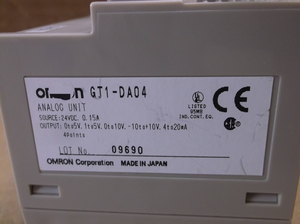 GT1-DA04
ANALOG UNIT
SOURCE:24VDC, 0.15A
OUTPUT: 0to5V, 1to5V, 0to10V, -10to+10V, 4to20mA
4Points
LOT No. 09690
OMRON Corporation MADE IN JAPAN
UL
LISTED
IND.CONT.EQ.
CE